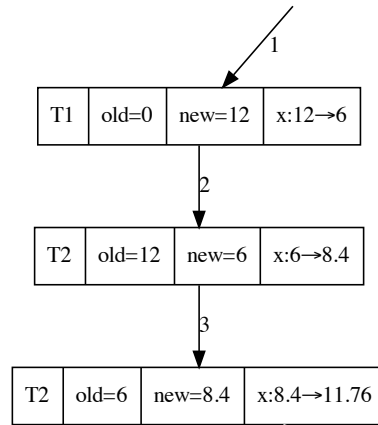 1
T1 old=0 new=12 x:12→6
2
T2 old=12 new=6 x:6→8.4
3
T2 old=6 new=8.4 x:8.4→11.76